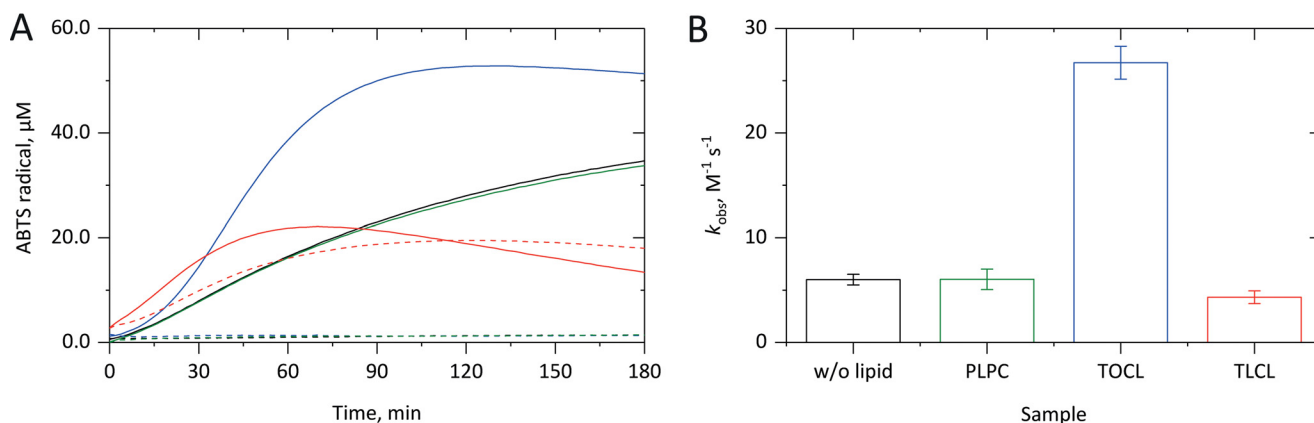 A
60.0
40.0
20.0
0.0
ABTS radical, µM
0
30
60
90
120
150
180
Time, min
B
30
20
10
0
k_obs, M⁻¹ s⁻¹
w/o lipid
PLPC
TOCL
TLCL
Sample